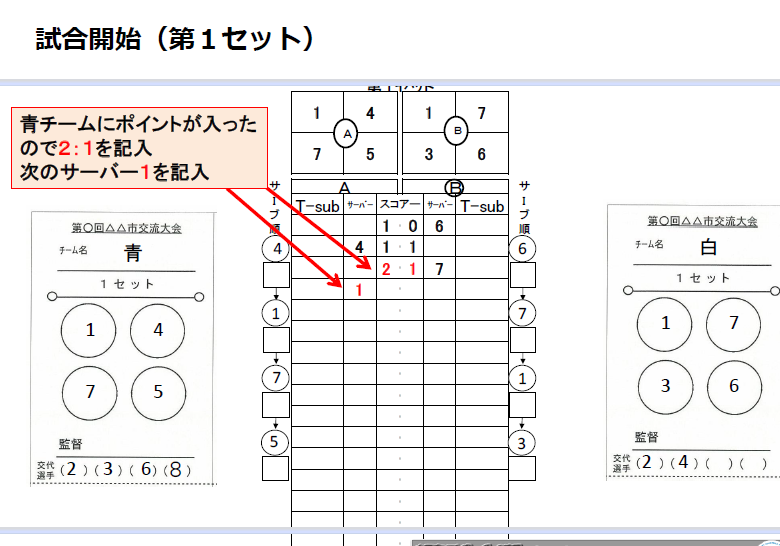 試合開始（第１セット）
青チームにポイントが入った
ので２：１を記入
次のサーバー１を記入
1 4 1 7
A B
7 5 3 6
A B
サーブ順 T-sub サーバー スコアー サーバー T-sub サーブ順
1 0 6
4 1 1
2 1 7
1
4
1
7
5
6
7
1
3
第〇回△△市交流大会
チーム名 青
１セット
1 4
7 5
監督
交代選手 (2)(3)(6)(8)
第〇回△△市交流大会
チーム名 白
１セット
1 7
3 6
監督
交代選手 (2)(4)( )( )